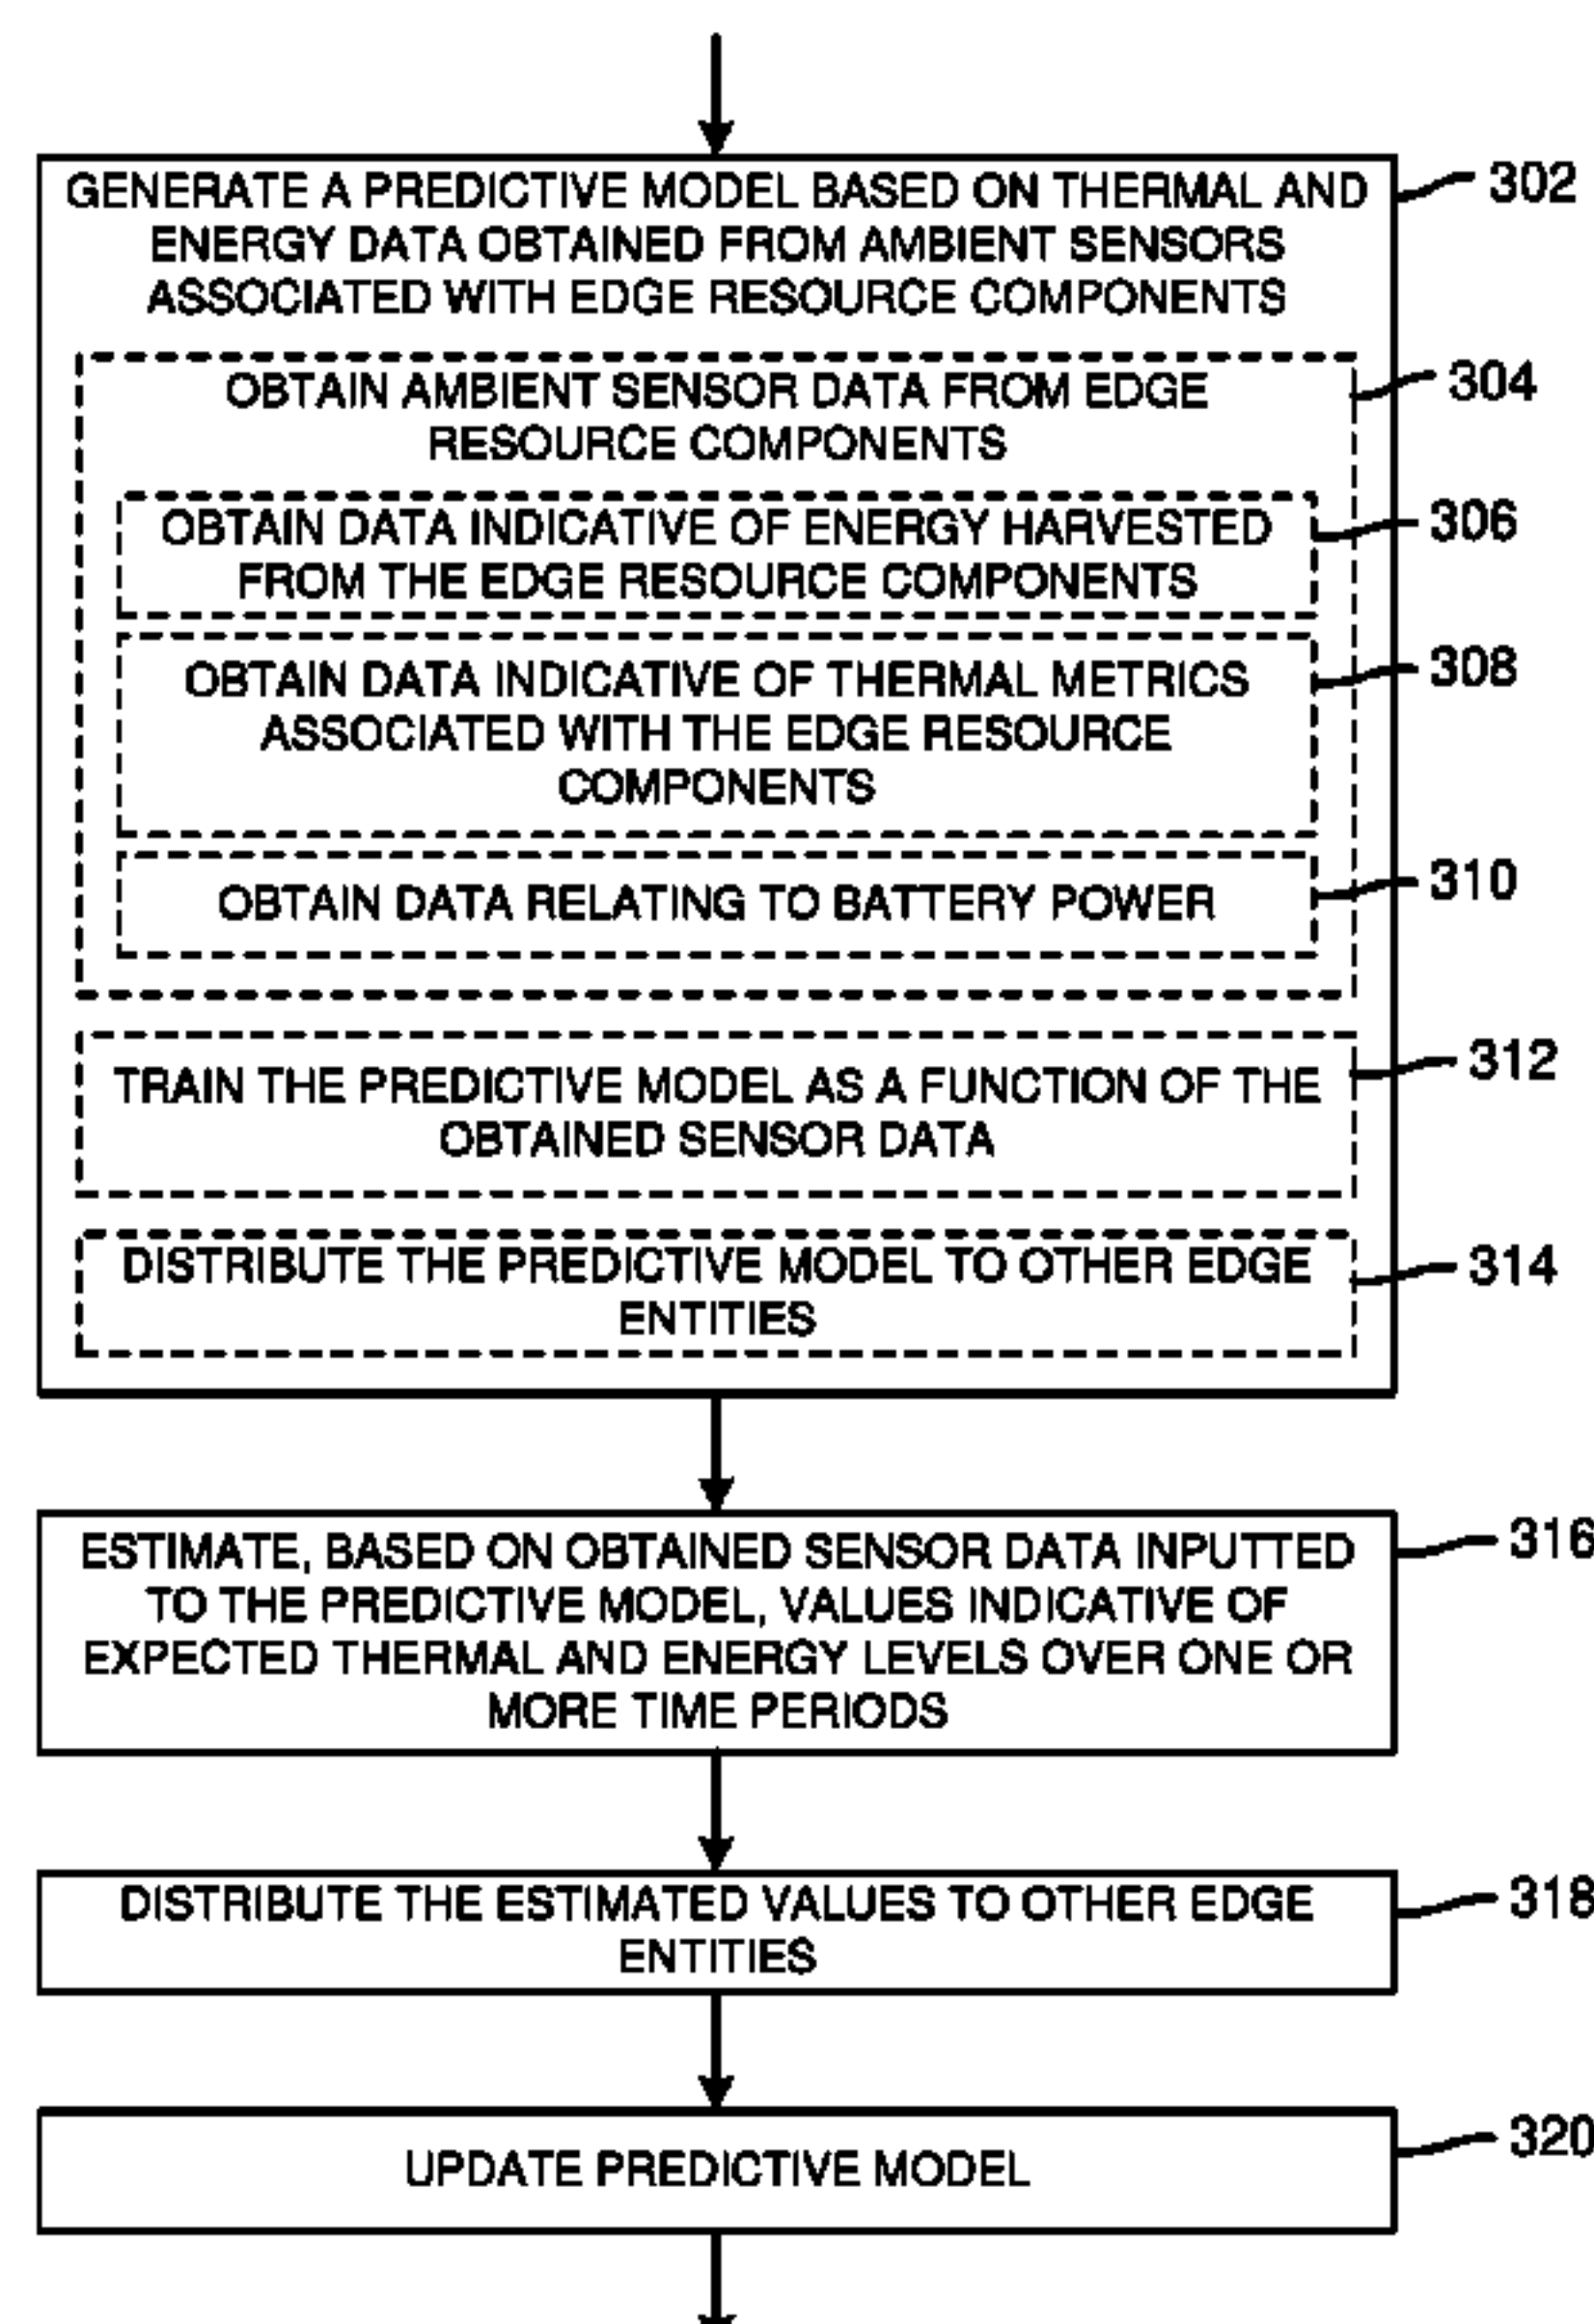 GENERATE A PREDICTIVE MODEL BASED ON THERMAL AND
302
ENERGY DATA OBTAINED FROM AMBIENT SENSORS
ASSOCIATED WITH EDGE RESOURCE COMPONENTS
OBTAIN AMBIENT SENSOR DATA FROM EDGE
304
RESOURCE COMPONENTS
OBTAIN DATA INDICATIVE OF ENERGY HARVESTED
306
FROM THE EDGE RESOURCE COMPONENTS
OBTAIN DATA INDICATIVE OF THERMAL METRICS
308
ASSOCIATED WITH THE EDGE RESOURCE
COMPONENTS
OBTAIN DATA RELATING TO BATTERY POWER
310
TRAIN THE PREDICTIVE MODEL AS A FUNCTION OF THE
312
OBTAINED SENSOR DATA
DISTRIBUTE THE PREDICTIVE MODEL TO OTHER EDGE
314
ENTITIES
ESTIMATE, BASED ON OBTAINED SENSOR DATA INPUTTED
316
TO THE PREDICTIVE MODEL, VALUES INDICATIVE OF
EXPECTED THERMAL AND ENERGY LEVELS OVER ONE OR
MORE TIME PERIODS
DISTRIBUTE THE ESTIMATED VALUES TO OTHER EDGE
318
ENTITIES
UPDATE PREDICTIVE MODEL
320